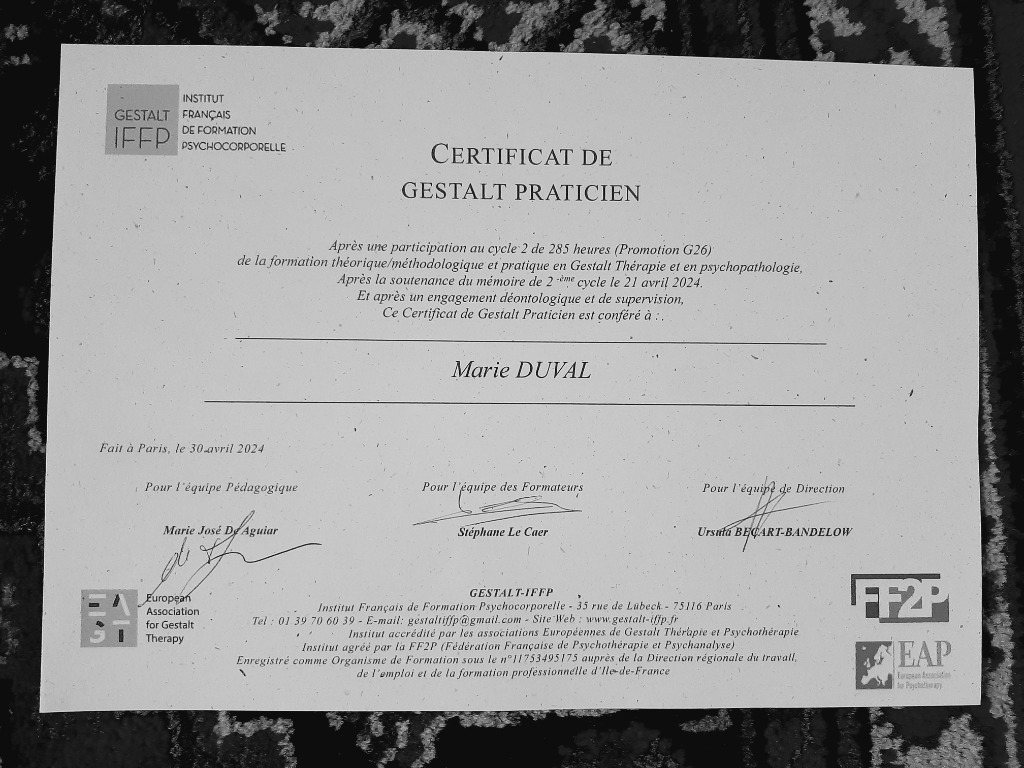 GESTALT
IFFP
INSTITUT
FRANÇAIS
DE FORMATION
PSYCHOCORPORELLE
CERTIFICAT DE
GESTALT PRATICIEN
Après une participation au cycle 2 de 285 heures (Promotion G26)
de la formation théorique/méthodologique et pratique en Gestalt Thérapie et en psychopathologie,
Après la soutenance du mémoire de 2 -ème cycle le 21 avril 2024.
Et après un engagement déontologique et de supervision,
Ce Certificat de Gestalt Praticien est conféré à :
Marie DUVAL
Fait à Paris, le 30 avril 2024
Pour l'équipe Pédagogique
Pour l'équipe des Formateurs
Pour l'équipe de Direction
Marie José De Aguiar
Stéphane Le Caer
Ursula BECART-BANDELOW
EAGT
European
Association
for Gestalt
Therapy
GESTALT-IFFP
Institut Français de Formation Psychocorporelle - 35 rue de Lübeck - 75116 Paris
Tel : 01 39 70 60 39 - E-mail: gestaltiffp@gmail.com - Site Web : www.gestalt-iffp.fr
Institut accrédité par les associations Européennes de Gestalt Thérapie et Psychothérapie
Institut agréé par la FF2P (Fédération Française de Psychothérapie et Psychanalyse)
Enregistré comme Organisme de Formation sous le n°11753495175 auprès de la Direction régionale du travail,
de l'emploi et de la formation professionnelle d'Ile-de-France
FF2P
EAP
European Association
for Psychotherapy